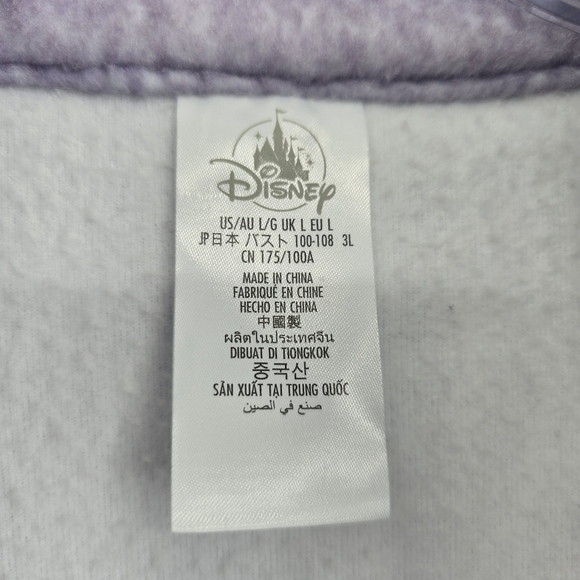 Disney
US/AU L/G UK L EU L
JP日本 バスト 100-108 3L
CN 175/100A
MADE IN CHINA
FABRIQUÉ EN CHINE
HECHO EN CHINA
中國製
ผลิตในประเทศจีน
DIBUAT DI TIONGKOK
중국산
SẢN XUẤT TẠI TRUNG QUỐC
صنع في الصين